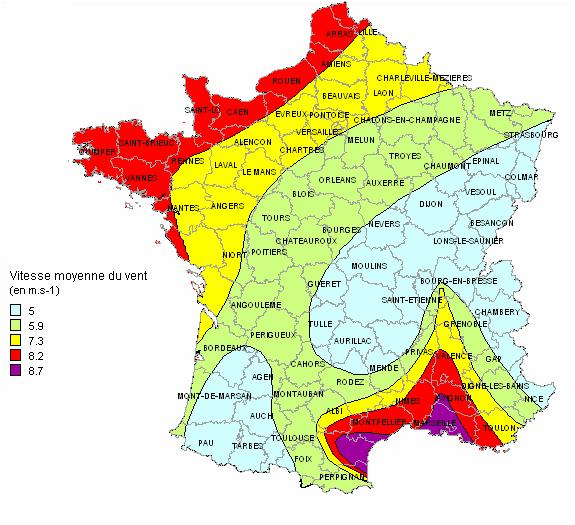 ARRAS
LILLE
AMIENS
CHARLEVILLE-MEZIERES
ROUEN
BEAUVAIS
LAON
SAINT-LO
CAEN
EVREUX
PONTOISE
CHALONS-EN-CHAMPAGNE
METZ
VERSAILLES
STRASBOURG
SAINT-BRIEUC
QUIMPER
ALENCON
CHARTRES
MELUN
TROYES
RENNES
LAVAL
LE MANS
CHAUMONT
EPINAL
COLMAR
VANNES
ORLEANS
AUXERRE
VESOUL
BLOIS
DIJON
NANTES
ANGERS
TOURS
BOURGES
NEVERS
BESANCON
CHATEAUROUX
LONS-LE-SAUNIER
NIORT
POITIERS
MOULINS
Vitesse moyenne du vent
(en m.s-1)
5
5.9
7.3
8.2
8.7
GUERET
BOURG-EN-BRESSE
SAINT-ETIENNE
ANGOULEME
CHAMBERY
TULLE
GRENOBLE
PERIGUEUX
AURILLAC
BORDEAUX
PRIVAS
VALENCE
GAP
CAHORS
MENDE
AGEN
RODEZ
DIGNE-LES-BAINS
MONT-DE-MARSAN
MONTAUBAN
NIMES
AVIGNON
NICE
AUCH
ALBI
MONTPELLIER
MARSEILLE
TOULON
PAU
TARBES
TOULOUSE
FOIX
PERPIGNAN